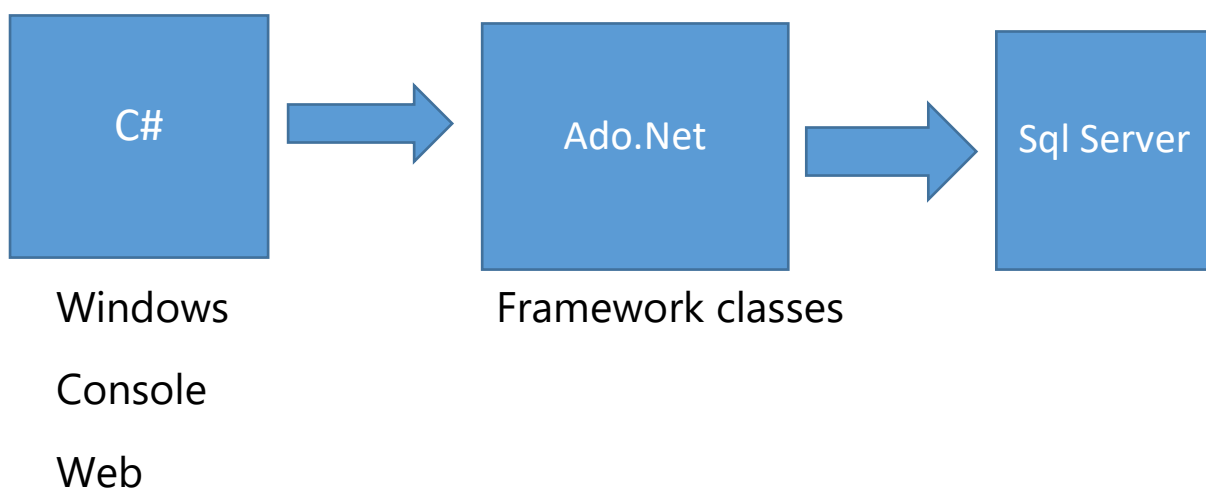 C#
Ado.Net
Sql Server
Windows
Framework classes
Console
Web